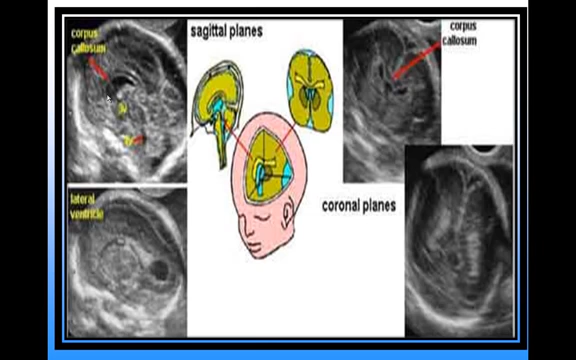 corpus
callosum
sagittal planes
corpus
callosum
lateral
ventricle
coronal planes